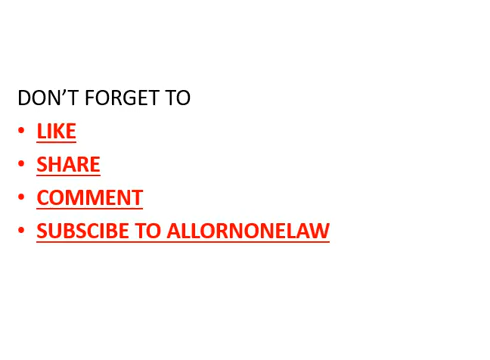 DON’T FORGET TO
• LIKE
• SHARE
• COMMENT
• SUBSCIBE TO ALLORNONELAW